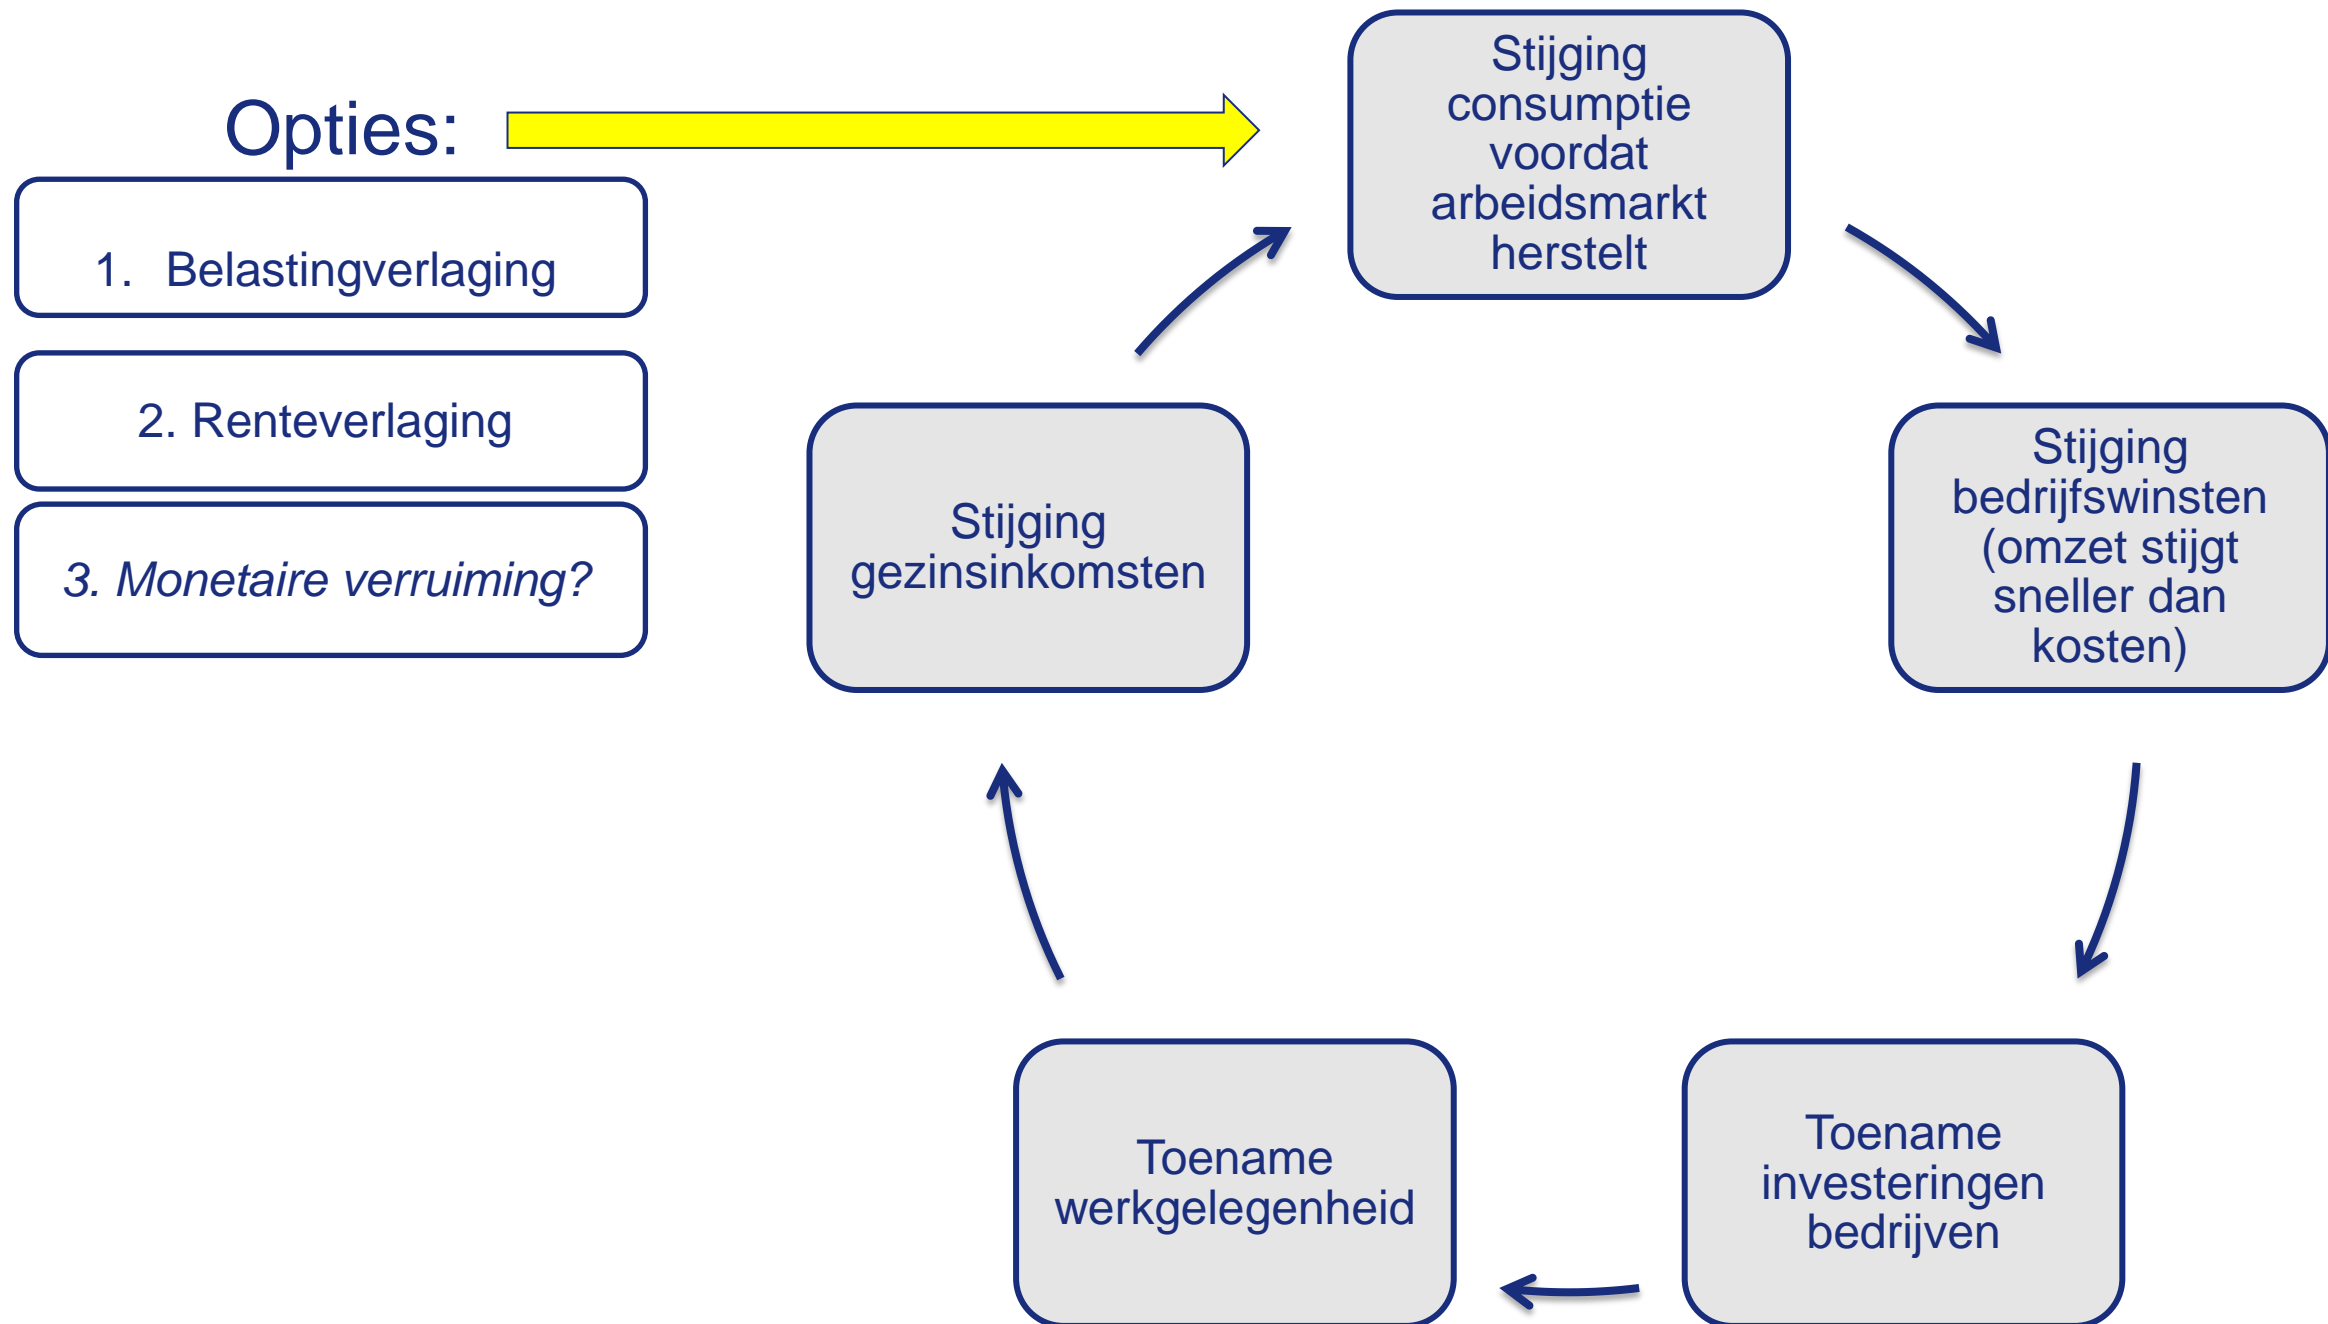 Opties:
1. Belastingverlaging
2. Renteverlaging
3. Monetaire verruiming?
Stijging
consumptie
voordat
arbeidsmarkt
herstelt
Stijging
bedrijfswinsten
(omzet stijgt
sneller dan
kosten)
Toename
investeringen
bedrijven
Toename
werkgelegenheid
Stijging
gezinsinkomsten